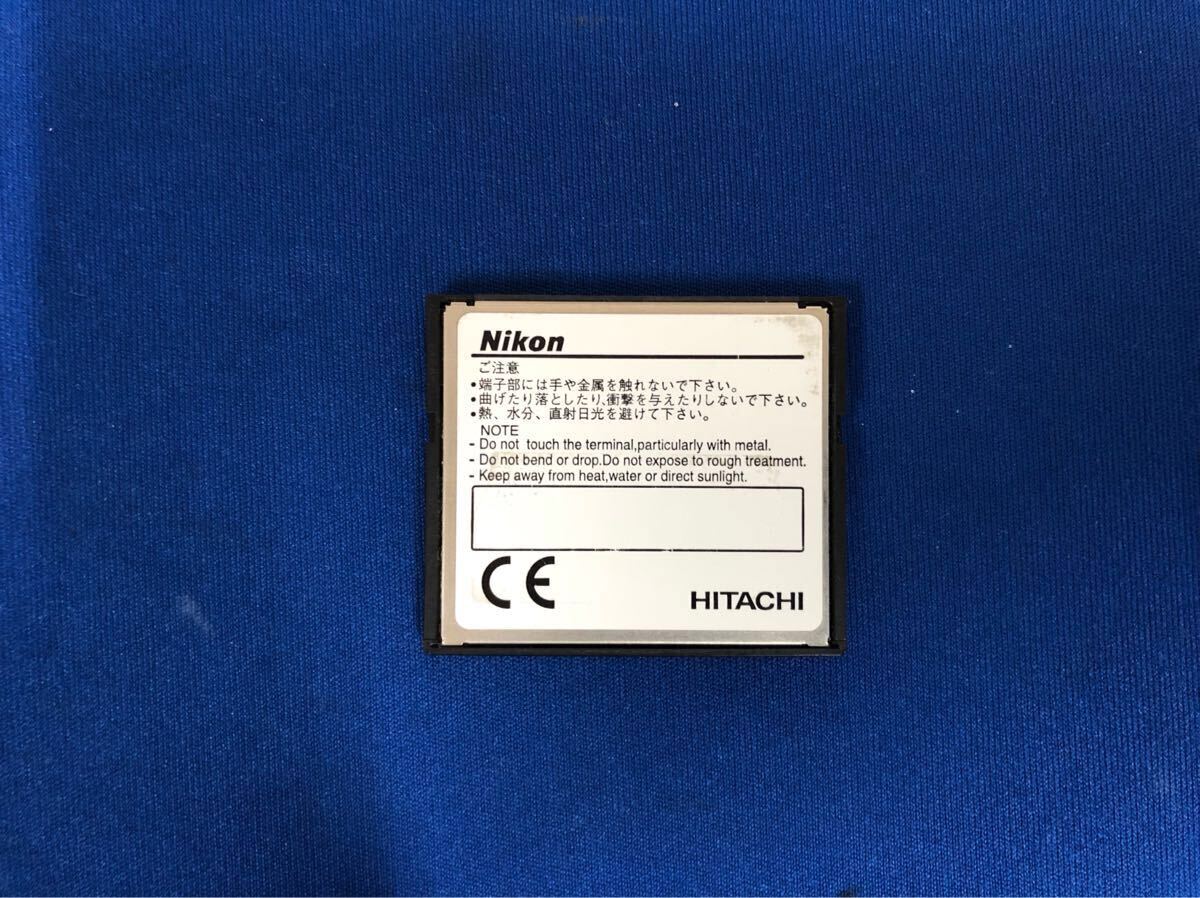 Nikon
ご注意
•端子部には手や金属を触れないで下さい。
•曲げたり落としたり,衝撃を与えたりしないで下さい。
•熱、水分、直射日光を避けて下さい。
NOTE
- Do not touch the terminal,particularly with metal.
- Do not bend or drop.Do not expose to rough treatment.
- Keep away from heat,water or direct sunlight.
CE
HITACHI